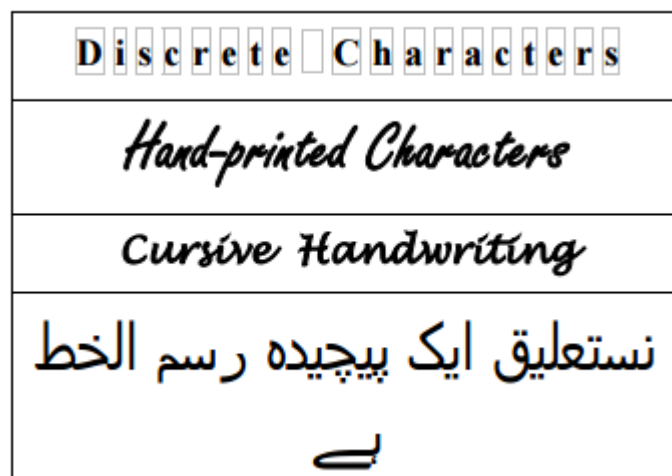 Discrete Characters
Hand-printed Characters
Cursive Handwriting
نستعلیق ایک پیچیدہ رسم الخط
ہے